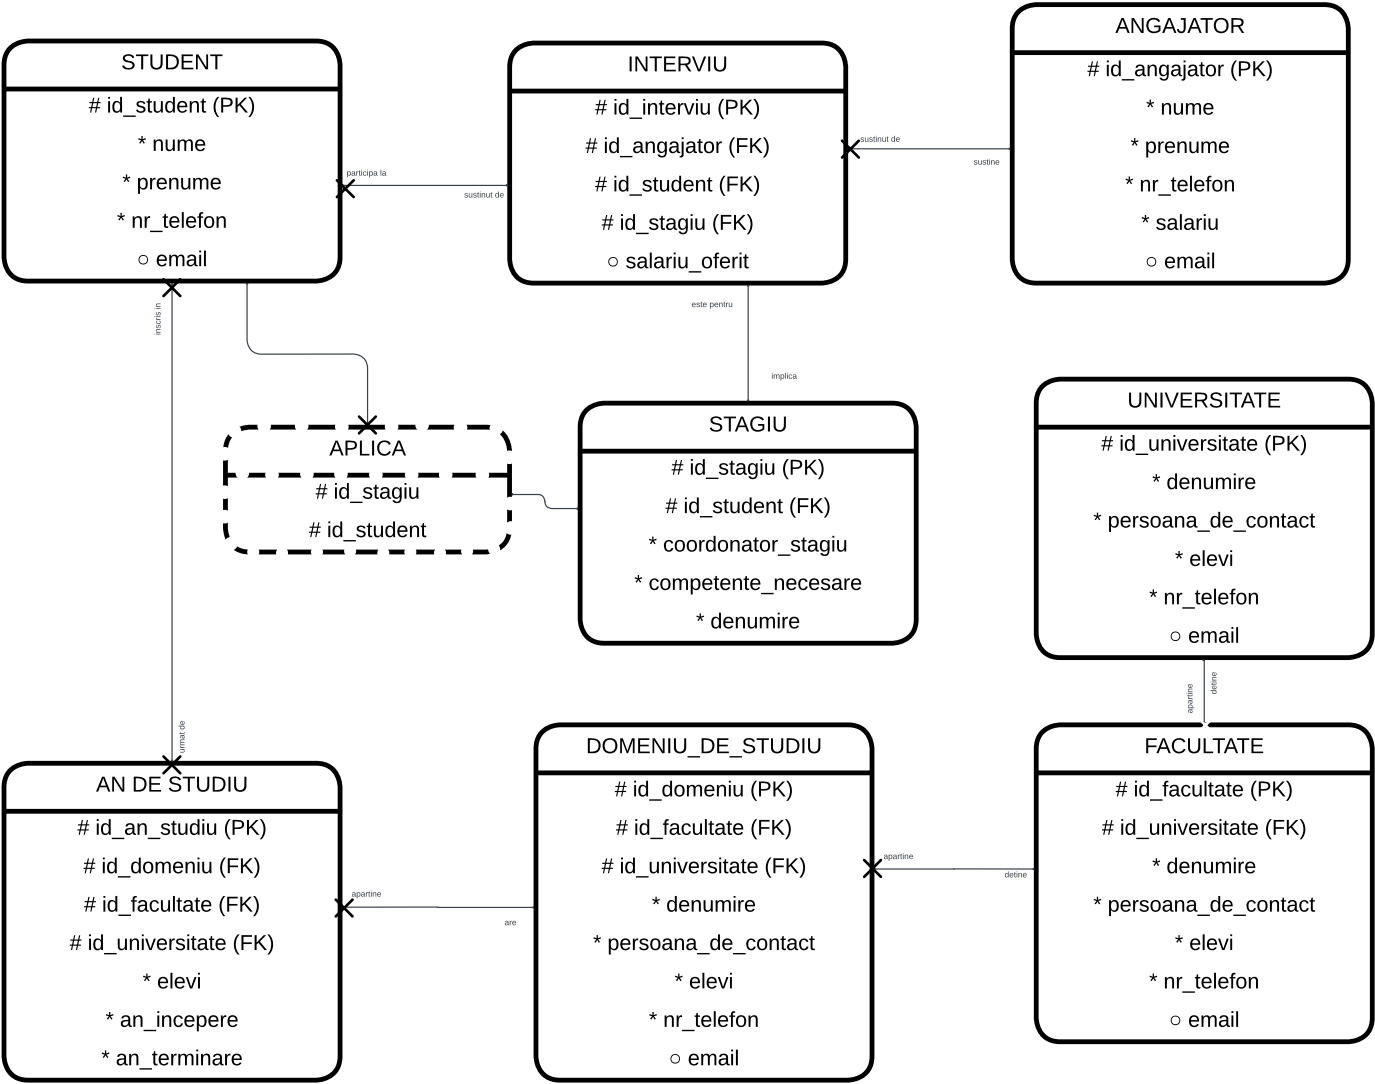 STUDENT
# id_student (PK)
* nume
* prenume
* nr_telefon
○ email
participa la
sustinut de
INTERVIU
# id_interviu (PK)
# id_angajator (FK)
# id_student (FK)
# id_stagiu (FK)
○ salariu_oferit
sustinut de
sustine
ANGAJATOR
# id_angajator (PK)
* nume
* prenume
* nr_telefon
* salariu
○ email
inscris in
urmat de
este pentru
implica
APLICA
# id_stagiu
# id_student
STAGIU
# id_stagiu (PK)
# id_student (FK)
* coordonator_stagiu
* competente_necesare
* denumire
UNIVERSITATE
# id_universitate (PK)
* denumire
* persoana_de_contact
* elevi
* nr_telefon
○ email
apartine
detine
AN DE STUDIU
# id_an_studiu (PK)
# id_domeniu (FK)
# id_facultate (FK)
# id_universitate (FK)
* elevi
* an_incepere
* an_terminare
apartine
are
DOMENIU_DE_STUDIU
# id_domeniu (PK)
# id_facultate (FK)
# id_universitate (FK)
* denumire
* persoana_de_contact
* elevi
* nr_telefon
○ email
apartine
detine
FACULTATE
# id_facultate (PK)
# id_universitate (FK)
* denumire
* persoana_de_contact
* elevi
* nr_telefon
○ email